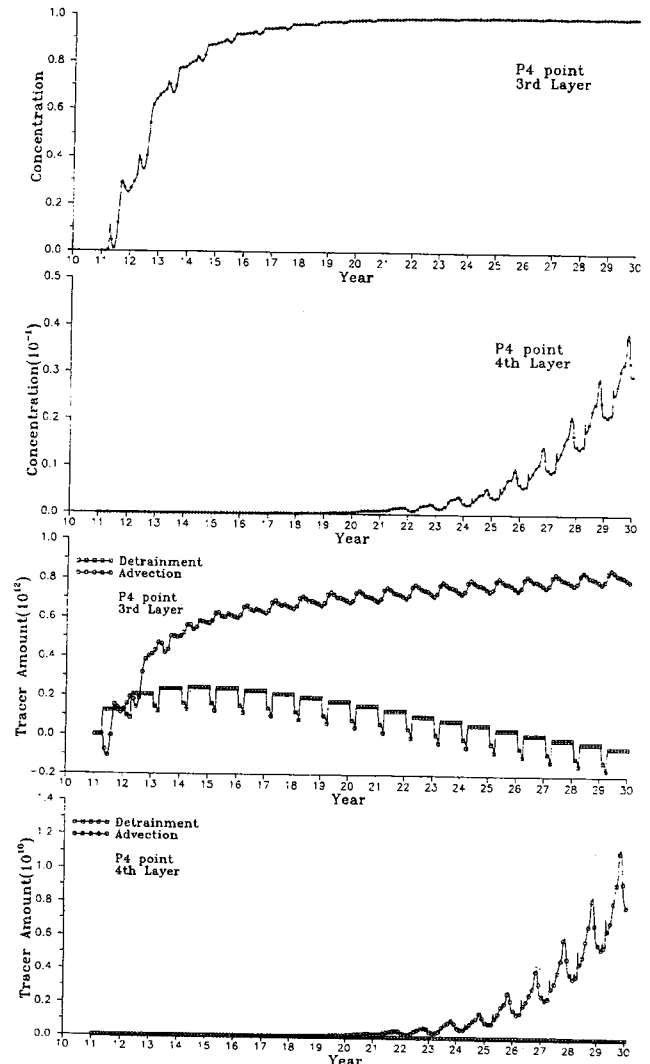 1.0
0.8
0.6
0.4
0.2
0.0
Concentration
P4 point
3rd Layer
10 11 12 13 14 15 16 17 18 19 20 21 22 23 24 25 26 27 28 29 30
Year
0.5
0.4
0.3
0.2
0.1
0.0
Concentration(10⁻¹)
P4 point
4th Layer
10 11 12 13 14 15 16 17 18 19 20 21 22 23 24 25 26 27 28 29 30
Year
1.0
0.8
0.6
0.4
0.2
0.0
-0.2
Tracer Amount(10¹²)
Detrainment
Advection
P4 point
3rd Layer
10 11 12 13 14 15 16 17 18 19 20 21 22 23 24 25 26 27 28 29 30
Year
1.4
1.2
1.0
0.8
0.6
0.4
0.2
0.0
Tracer Amount(10¹⁰)
Detrainment
Advection
P4 point
4th Layer
10 11 12 13 14 15 16 17 18 19 20 21 22 23 24 25 26 27 28 29 30
Year